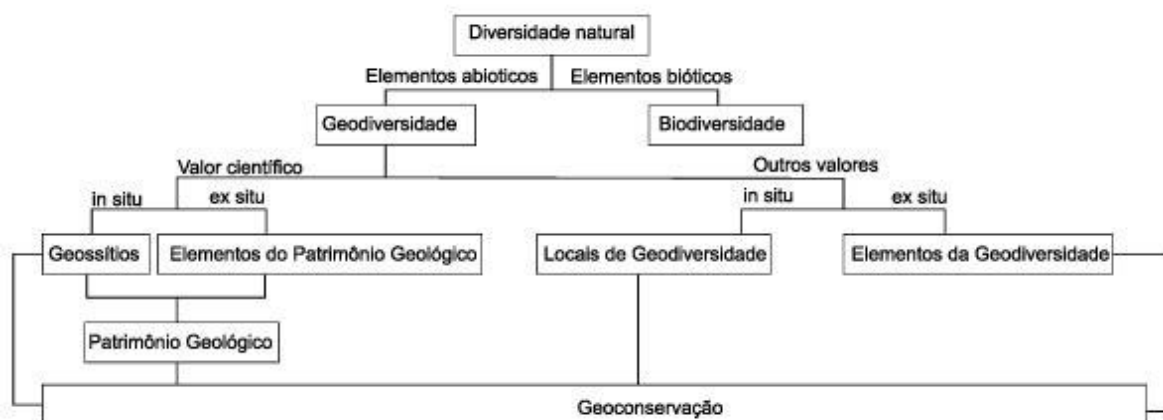 Diversidade natural
Elementos abioticos
Elementos bióticos
Geodiversidade
Biodiversidade
Valor científico
Outros valores
in situ
ex situ
in situ
ex situ
Geossítios
Elementos do Patrimônio Geológico
Locais de Geodiversidade
Elementos da Geodiversidade
Patrimônio Geológico
Geoconservação